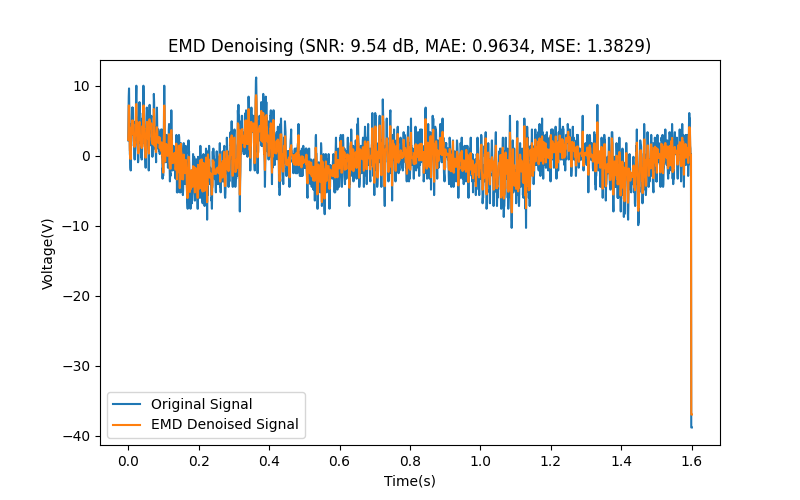 EMD Denoising (SNR: 9.54 dB, MAE: 0.9634, MSE: 1.3829)
10
0
−10
−20
−30
−40
Voltage(V)
Original Signal
EMD Denoised Signal
0.0 0.2 0.4 0.6 0.8 1.0 1.2 1.4 1.6
Time(s)